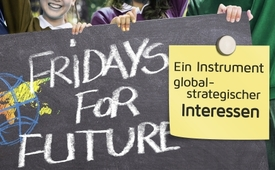 FRIDAYS
FOR
FUTURE
Ein Instrument
global-
strategischer
Interessen